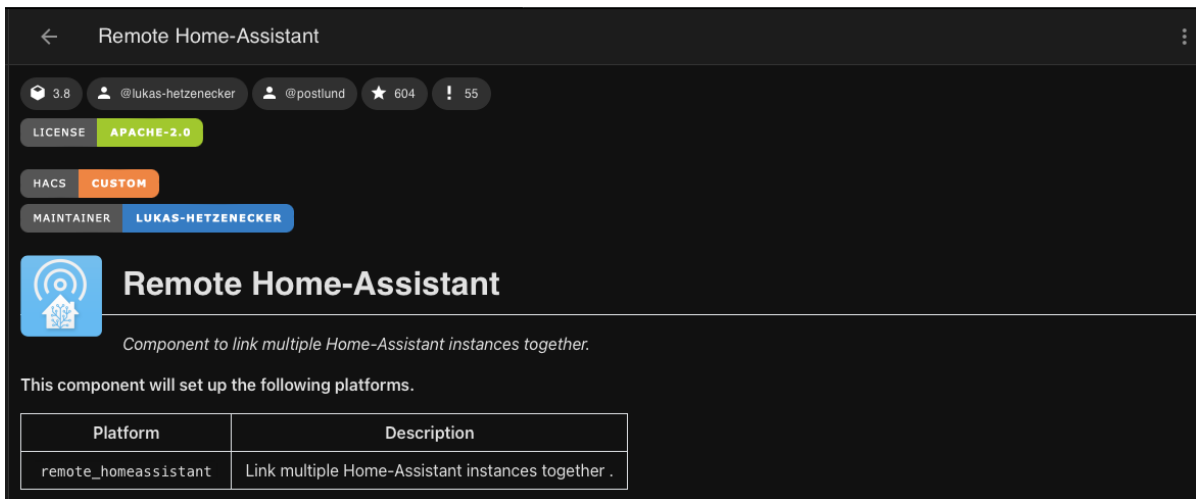 Remote Home-Assistant
3.8 @lukas-hetzenecker @postlund 604 55
LICENSE APACHE-2.0
HACS CUSTOM
MAINTAINER LUKAS-HETZENECKER
Remote Home-Assistant
Component to link multiple Home-Assistant instances together.
This component will set up the following platforms.
Platform Description
remote_homeassistant Link multiple Home-Assistant instances together .